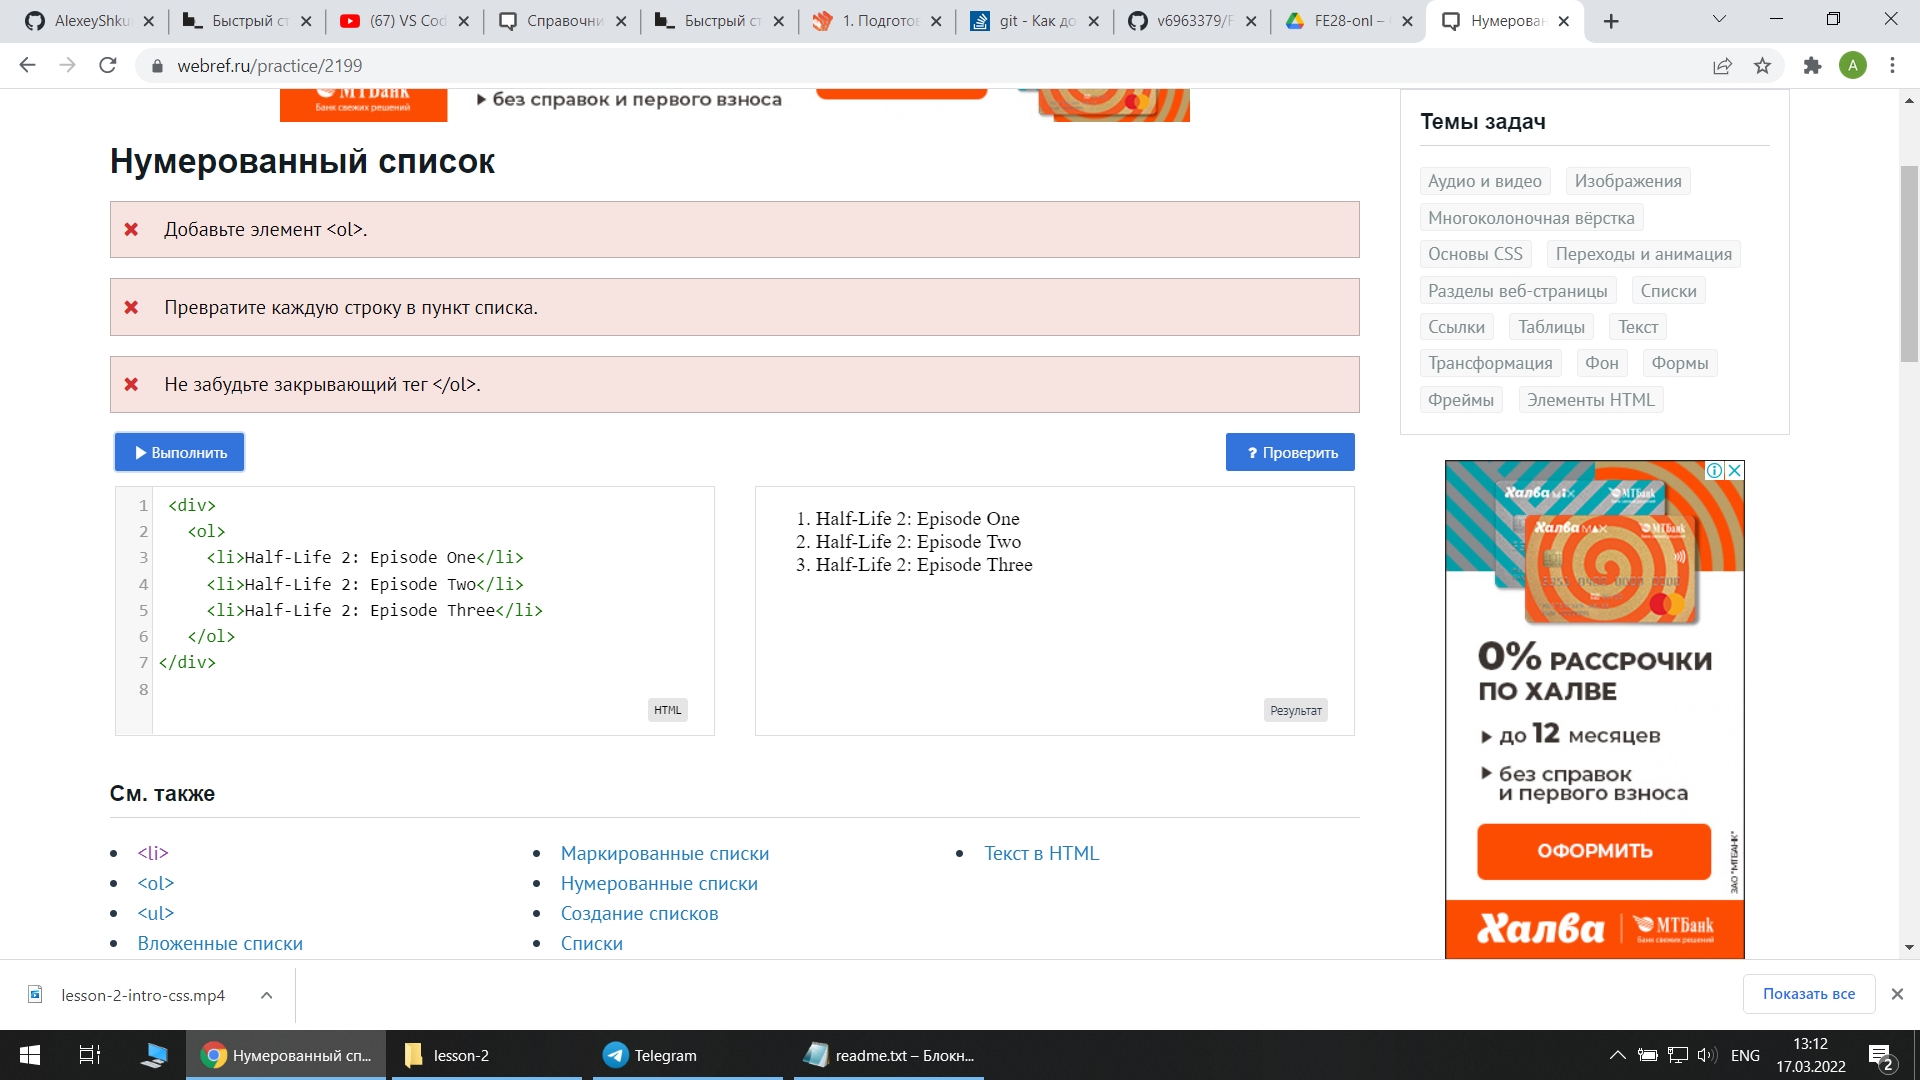 AlexeyShku
Быстрый ст
(67) VS Cod
Справочни
Быстрый ст
1. Подготов
git - Как до
v6963379/F
FE28-onl –
Нумерован
webref.ru/practice/2199
A
МТБанк
Банк свежих решений
без справок и первого взноса
Нумерованный список
Добавьте элемент <ol>.
Превратите каждую строку в пункт списка.
Не забудьте закрывающий тег </ol>.
Выполнить
? Проверить
1 <div>
2 <ol>
3 <li>Half-Life 2: Episode One</li>
4 <li>Half-Life 2: Episode Two</li>
5 <li>Half-Life 2: Episode Three</li>
6 </ol>
7 </div>
8
HTML
1. Half-Life 2: Episode One
2. Half-Life 2: Episode Two
3. Half-Life 2: Episode Three
Результат
См. также
<li>
<ol>
<ul>
Вложенные списки
Маркированные списки
Нумерованные списки
Создание списков
Списки
Текст в HTML
Темы задач
Аудио и видео Изображения
Многоколоночная вёрстка
Основы CSS Переходы и анимация
Разделы веб-страницы Списки
Ссылки Таблицы Текст
Трансформация Фон Формы
Фреймы Элементы HTML
Халва MIX МТБанк
Халва MAX МТБанк
0% РАССРОЧКИ
ПО ХАЛВЕ
до 12 месяцев
без справок
и первого взноса
ОФОРМИТЬ
ЗАО "МТБАНК"
Халва МТБанк
Банк свежих решений
lesson-2-intro-css.mp4
Показать все
Нумерованный сп...
lesson-2
Telegram
readme.txt – Блокн...
ENG
13:12
17.03.2022
2